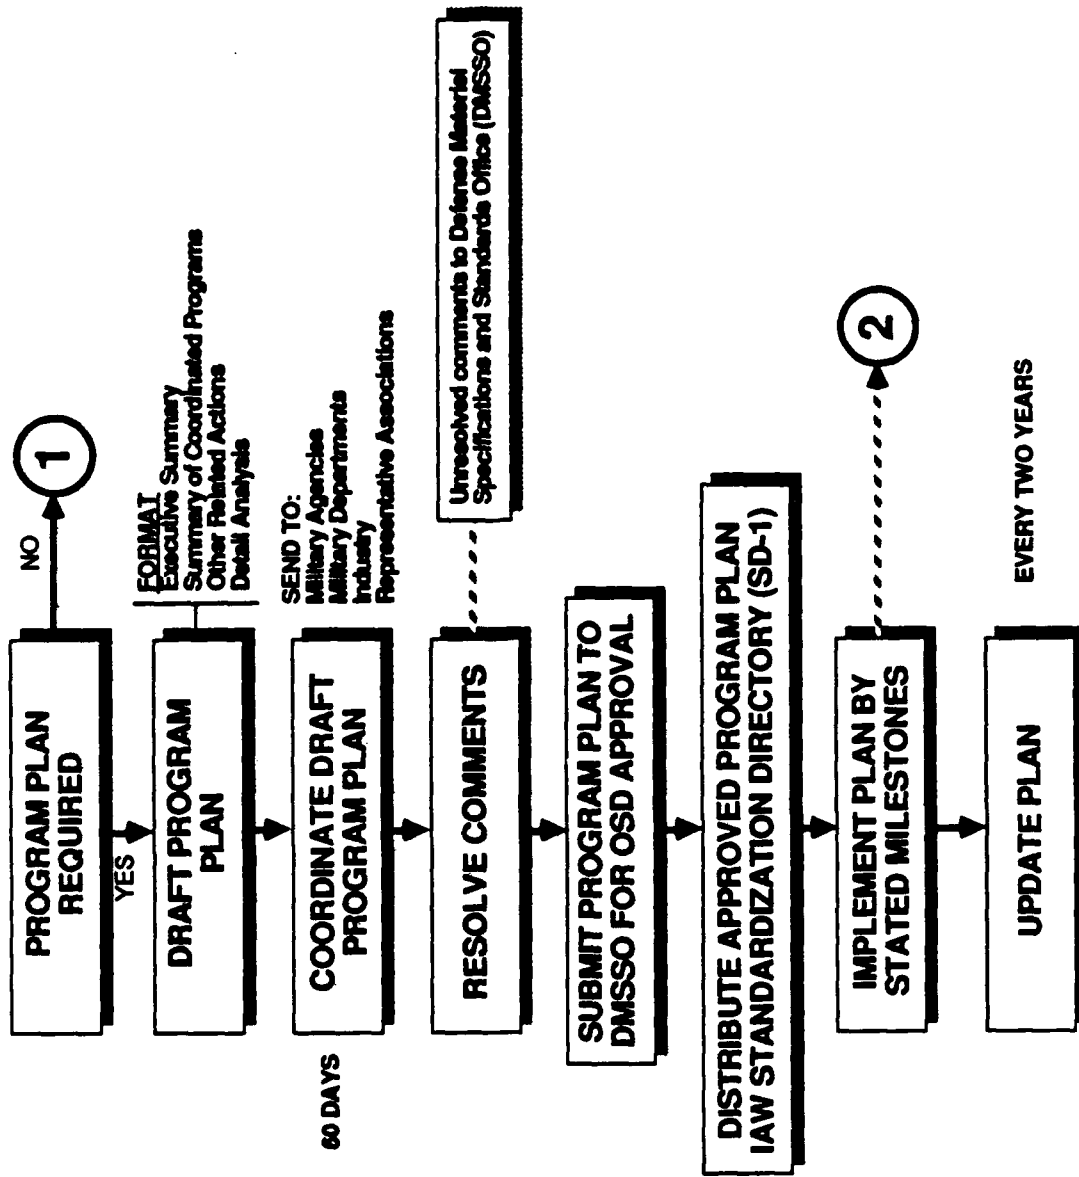 PROGRAM PLAN
REQUIRED
NO
1
YES
DRAFT PROGRAM
PLAN
FORMAT
Executive Summary
Summary of Coordinated Programs
Other Related Actions
Detail Analysis
60 DAYS
COORDINATE DRAFT
PROGRAM PLAN
SEND TO:
Military Agencies
Military Departments
Industry
Representative Associations
RESOLVE COMMENTS
Unresolved comments to Defense Materiel
Specifications and Standards Office (DMSSO)
SUBMIT PROGRAM PLAN TO
DMSSO FOR OSD APPROVAL
DISTRIBUTE APPROVED PROGRAM PLAN
IAW STANDARDIZATION DIRECTORY (SD-1)
IMPLEMENT PLAN BY
STATED MILESTONES
2
UPDATE PLAN
EVERY TWO YEARS